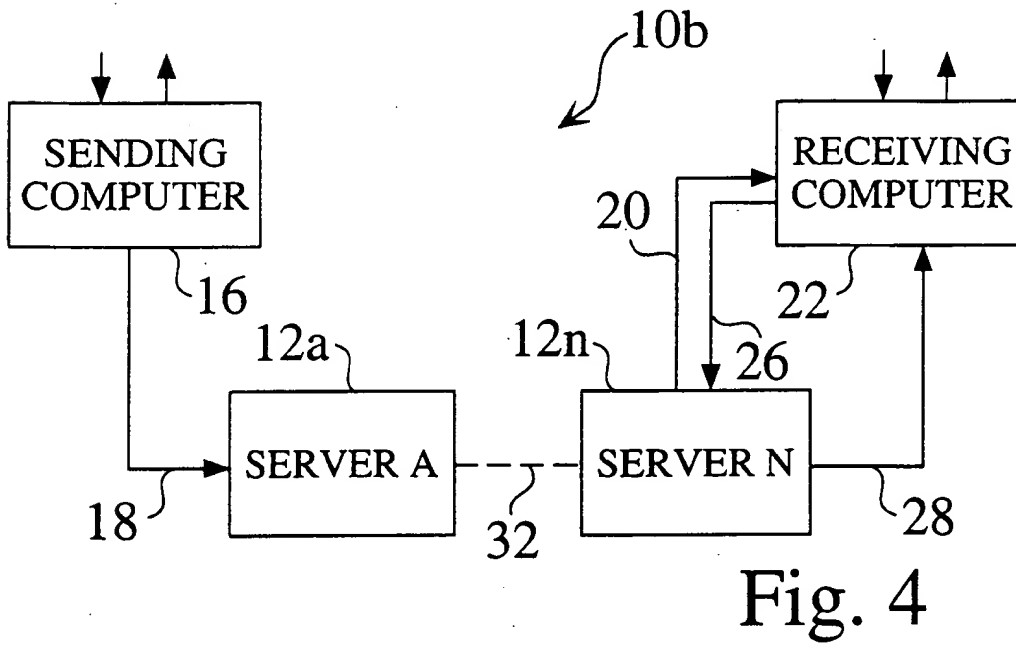 10b
SENDING
COMPUTER
RECEIVING
COMPUTER
20
16
22
12a
12n
26
SERVER A
SERVER N
18
32
28
Fig. 4